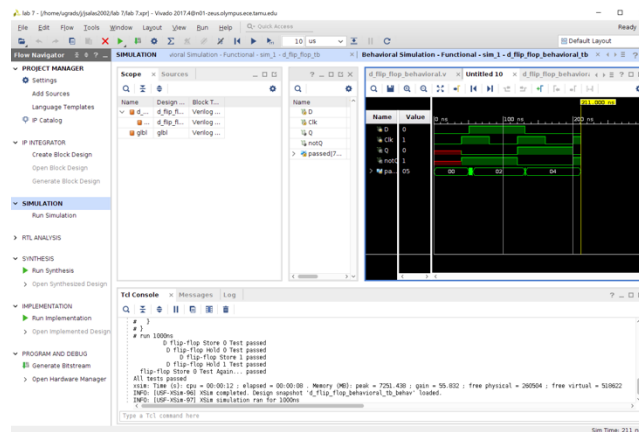 lab 7 - [/home/ugrads/j/jsalas2002/lab 7/lab 7.xpr] - Vivado 2017.4@n01-zeus.olympus.ece.tamu.edu
File Edit Flow Tools Window Layout View Run Help Q- Quick Access
Ready
10 us
Default Layout
Flow Navigator
SIMULATION
Behavioral Simulation - Functional - sim_1 - d_flip_flop_tb
Behavioral Simulation - Functional - sim_1 - d_flip_flop_behavioral_tb
PROJECT MANAGER
Settings
Add Sources
Language Templates
IP Catalog
IP INTEGRATOR
Create Block Design
Open Block Design
Generate Block Design
SIMULATION
Run Simulation
RTL ANALYSIS
SYNTHESIS
Run Synthesis
Open Synthesized Design
IMPLEMENTATION
Run Implementation
Open Implemented Design
PROGRAM AND DEBUG
Generate Bitstream
Open Hardware Manager
Scope Sources
Name Design ... Block T...
d_... d_flip_fl... Verilog ...
... d_flip_fl... Verilog ...
glbl glbl Verilog ...
Name
D
Clk
Q
notQ
passed[7...
d_flip_flop_behavioral.v Untitled 10
211.000 ns
Name Value 0 ns 100 ns 200 ns
D 0
Clk 1
Q 0
notQ 1
pa... 05 00 02 04
Tcl Console Messages Log
# }
# }
# run 1000ns
D flip-flop Store 0 Test passed
D flip-flop Hold 0 Test passed
D flip-flop Store 1 passed
D flip-flop Hold 1 Test passed
flip-flop Store 0 Test Again... passed
All tests passed
xsim: Time (s): cpu = 00:00:12 ; elapsed = 00:00:08 . Memory (MB): peak = 7251.438 ; gain = 55.832 ; free physical = 260504 ; free virtual = 518622
INFO: [USF-XSim-96] XSim completed. Design snapshot 'd_flip_flop_behavioral_tb_behav' loaded.
INFO: [USF-XSim-97] XSim simulation ran for 1000ns
Type a Tcl command here
Sim Time: 211 ns